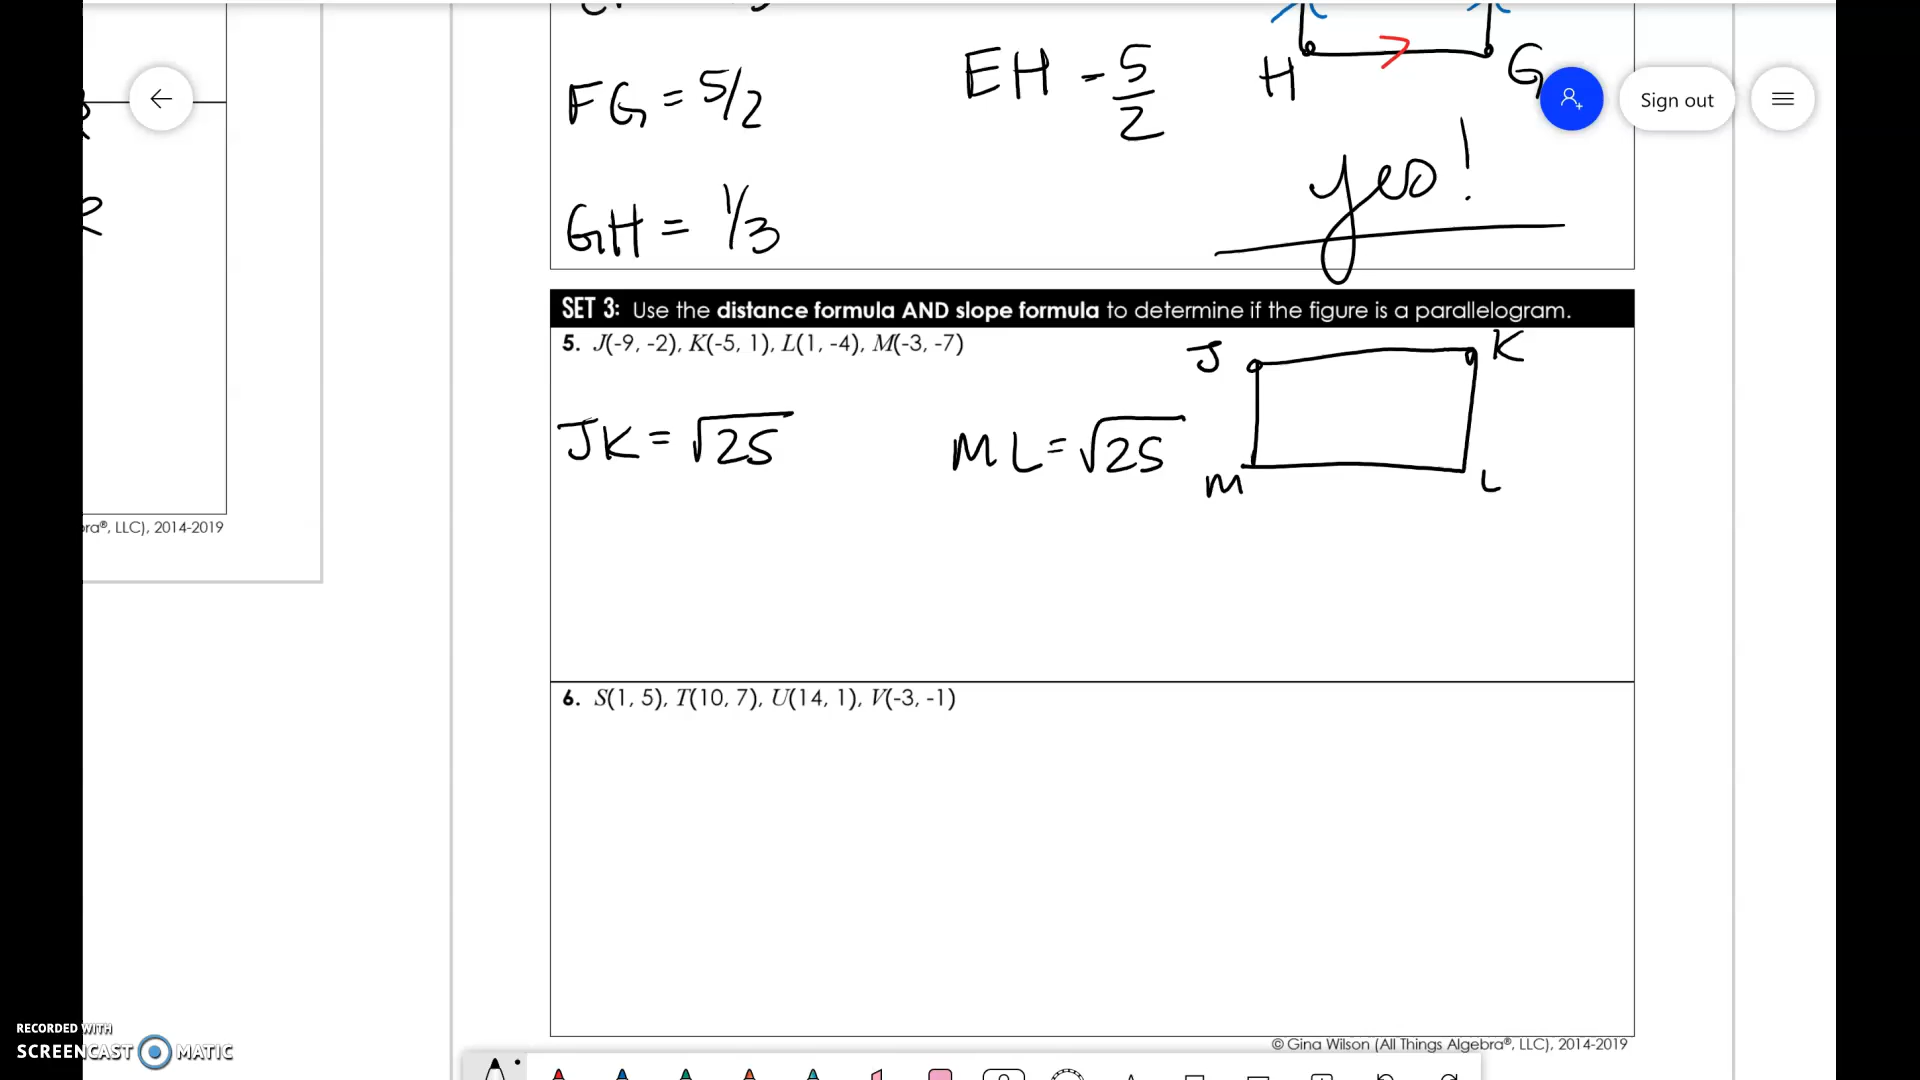 FG = 5/2
EH = 5/2
H
G
Sign out
yes!
GH = 1/3
SET 3: Use the distance formula AND slope formula to determine if the figure is a parallelogram.
5. J(-9, -2), K(-5, 1), L(1, -4), M(-3, -7)
J
K
JK = √25
ML = √25
M
L
ra®, LLC), 2014-2019
6. S(1, 5), T(10, 7), U(14, 1), V(-3, -1)
© Gina Wilson (All Things Algebra®, LLC), 2014-2019
RECORDED WITH
SCREENCAST MATIC